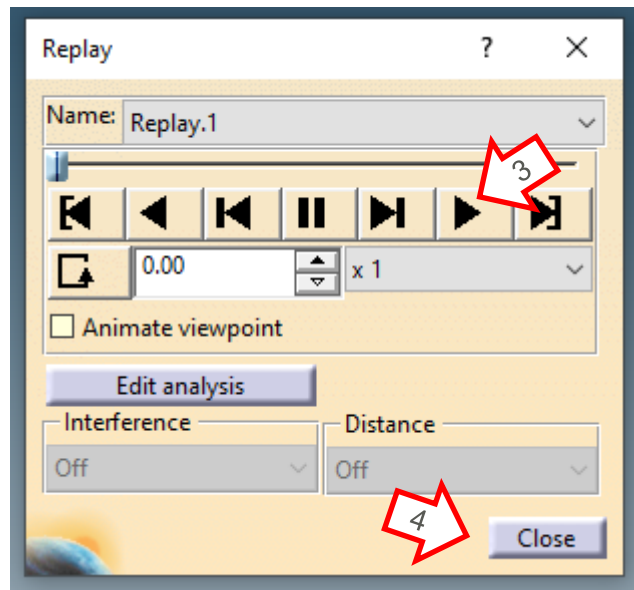 Replay ?
Name: Replay.1
3
0.00 x 1
Animate viewpoint
Edit analysis
Interference Distance
Off Off
4
Close